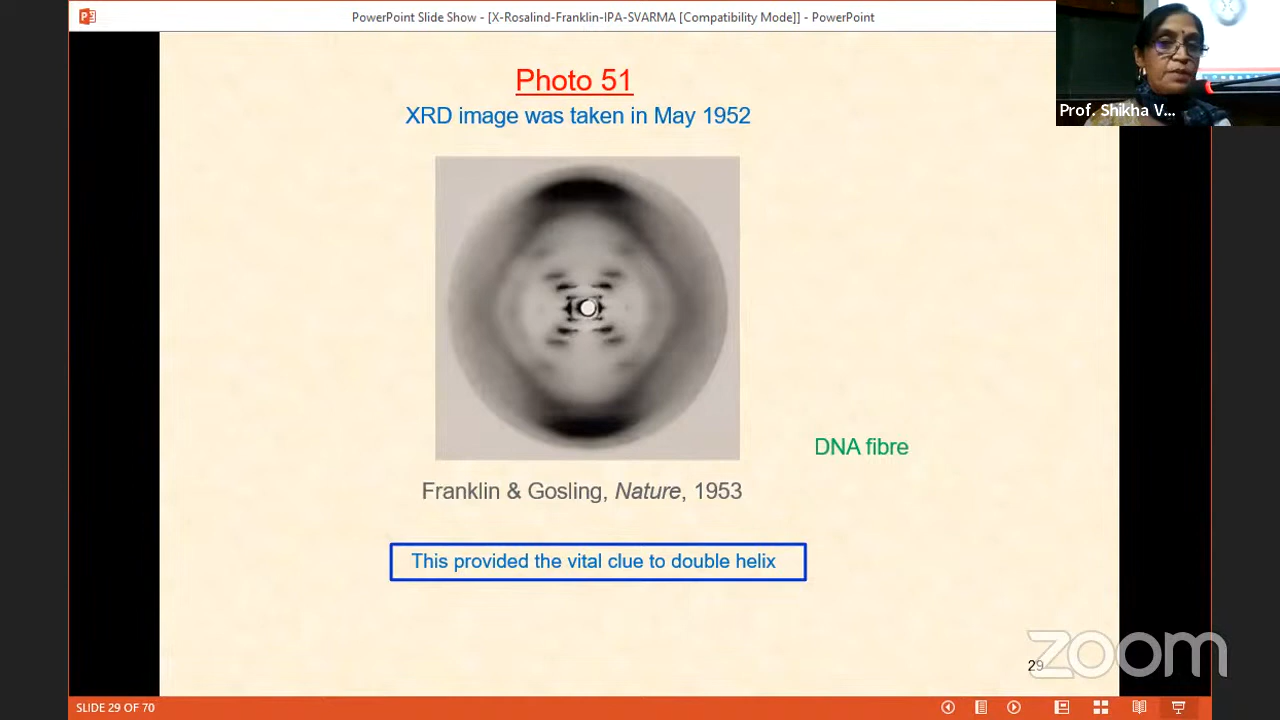 PowerPoint Slide Show - [X-Rosalind-Franklin-IPA-SVARMA [Compatibility Mode]] - PowerPoint
Prof. Shikha V...
Photo 51
XRD image was taken in May 1952
DNA fibre
Franklin & Gosling, Nature, 1953
This provided the vital clue to double helix
29
zoom
SLIDE 29 OF 70